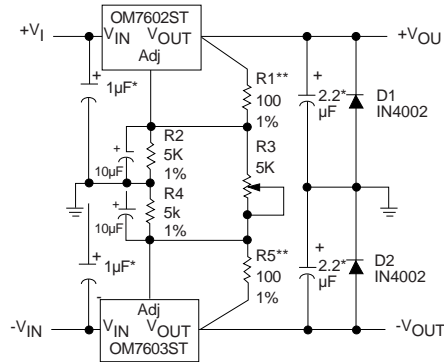 OM7602ST
+VI
VIN
VOUT
+VOU
Adj
+
1µF*
R1**
100
1%
+
2.2*
µF
D1
IN4002
R2
5K
1%
+
10µF
R3
5K
R4
5k
1%
+
10µF
+
1µF*
-
R5**
100
1%
+
2.2*
µF
D2
IN4002
Adj
-VIN
VIN
VOUT
-VOUT
OM7603ST